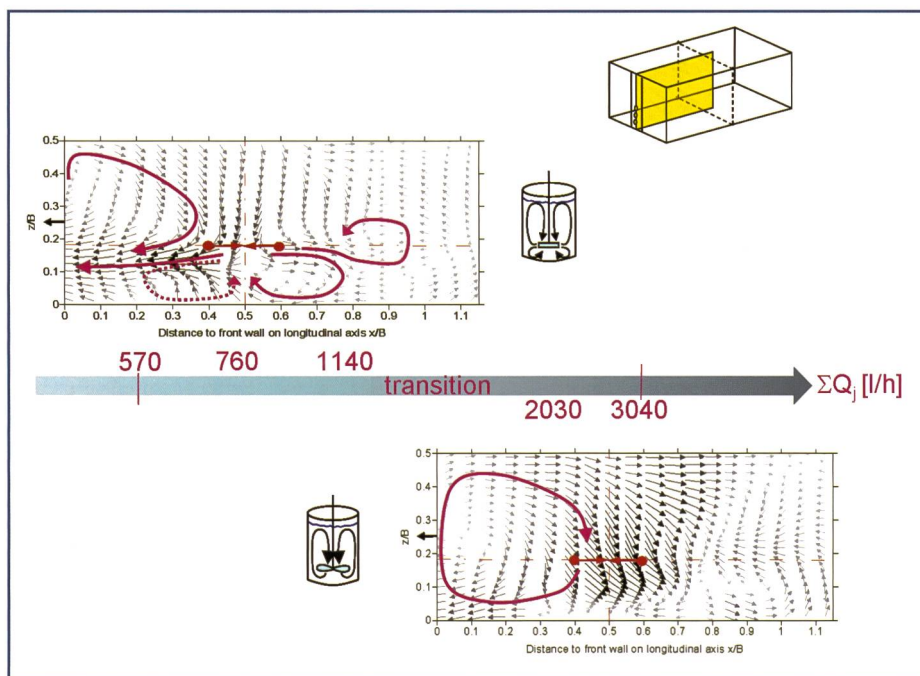 0.5
0.4
0.3
z/B
0.2
0.1
0
0 0.1 0.2 0.3 0.4 0.5 0.6 0.7 0.8 0.9 1 1.1
Distance to front wall on longitudinal axis x/B
570 760 1140
transition
ΣQj [l/h]
2030 3040
0.5
0.4
0.3
z/B
0.2
0.1
0
0 0.1 0.2 0.3 0.4 0.5 0.6 0.7 0.8 0.9 1 1.1
Distance to front wall on longitudinal axis x/B